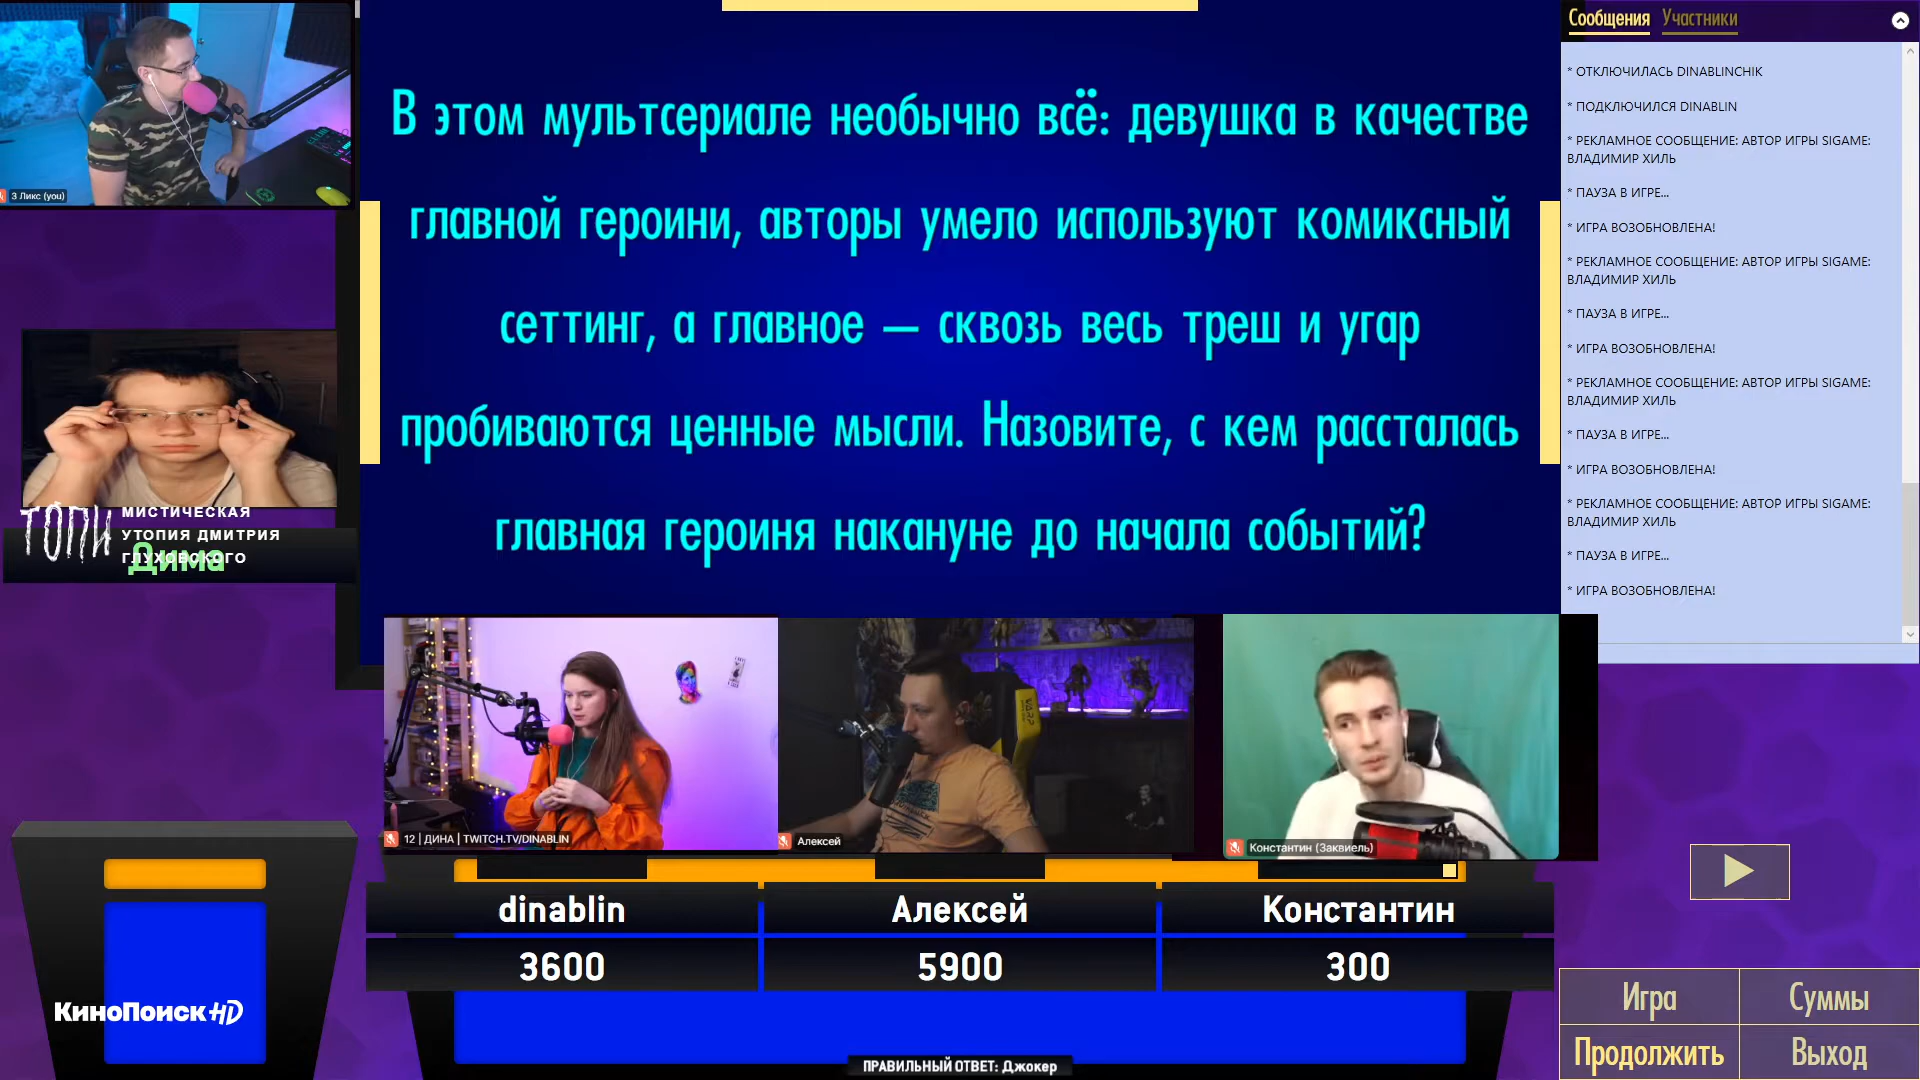 В этом мультсериале необычно всё: девушка в качестве
главной героини, авторы умело используют комиксный
сеттинг, а главное — сквозь весь треш и угар
пробиваются ценные мысли. Назовите, с кем рассталась
главная героиня накануне до начала событий?
Сообщения Участники
* ОТКЛЮЧИЛАСЬ DINABLINCHIK
* ПОДКЛЮЧИЛСЯ DINABLIN
* РЕКЛАМНОЕ СООБЩЕНИЕ: АВТОР ИГРЫ SIGAME:
ВЛАДИМИР ХИЛЬ
* ПАУЗА В ИГРЕ...
* ИГРА ВОЗОБНОВЛЕНА!
* РЕКЛАМНОЕ СООБЩЕНИЕ: АВТОР ИГРЫ SIGAME:
ВЛАДИМИР ХИЛЬ
* ПАУЗА В ИГРЕ...
* ИГРА ВОЗОБНОВЛЕНА!
* РЕКЛАМНОЕ СООБЩЕНИЕ: АВТОР ИГРЫ SIGAME:
ВЛАДИМИР ХИЛЬ
* ПАУЗА В ИГРЕ...
* ИГРА ВОЗОБНОВЛЕНА!
* РЕКЛАМНОЕ СООБЩЕНИЕ: АВТОР ИГРЫ SIGAME:
ВЛАДИМИР ХИЛЬ
* ПАУЗА В ИГРЕ...
* ИГРА ВОЗОБНОВЛЕНА!
3 Ликс (you)
ТОПИ
МИСТИЧЕСКАЯ
УТОПИЯ ДМИТРИЯ
ГЛУХОВСКОГО
Дима
12 | ДИНА | TWITCH.TV/DINABLIN
Алексей
Константин (Заквиель)
dinablin Алексей Константин
3600 5900 300
КиноПоиск HD
ПРАВИЛЬНЫЙ ОТВЕТ: Джокер
Игра Суммы
Продолжить Выход